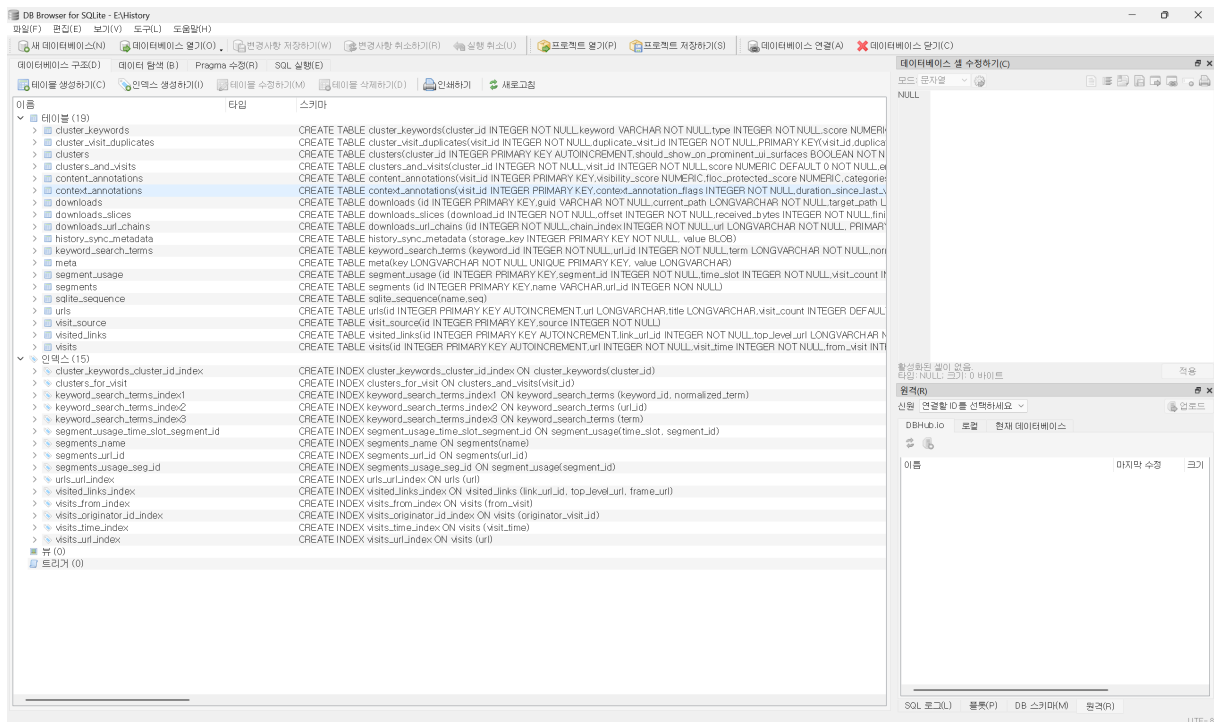 DB Browser for SQLite - E:\History
파일(F) 편집(E) 보기(V) 도구(L) 도움말(H)
새 데이터베이스(N) 데이터베이스 열기(O) 변경사항 저장하기(W) 변경사항 취소하기(R) 실행 취소(U) 프로젝트 열기(P) 프로젝트 저장하기(S) 데이터베이스 연결(A) 데이터베이스 닫기(C)
데이터베이스 구조(D) 데이터 탐색 (B) Pragma 수정(R) SQL 실행(E)
테이블 생성하기(C) 인덱스 생성하기(I) 테이블 수정하기(M) 테이블 삭제하기(D) 인쇄하기 새로고침
이름 타입 스키마
테이블 (19)
cluster_keywords CREATE TABLE cluster_keywords(cluster_id INTEGER NOT NULL,keyword VARCHAR NOT NULL,type INTEGER NOT NULL,score NUMERI
cluster_visit_duplicates CREATE TABLE cluster_visit_duplicates(visit_id INTEGER NOT NULL,duplicate_visit_id INTEGER NOT NULL,PRIMARY KEY(visit_id,duplica
clusters CREATE TABLE clusters(cluster_id INTEGER PRIMARY KEY AUTOINCREMENT,should_show_on_prominent_ui_surfaces BOOLEAN NOT N
clusters_and_visits CREATE TABLE clusters_and_visits(cluster_id INTEGER NOT NULL,visit_id INTEGER NOT NULL,score NUMERIC DEFAULT 0 NOT NULL,e
content_annotations CREATE TABLE content_annotations(visit_id INTEGER PRIMARY KEY,visibility_score NUMERIC,floc_protected_score NUMERIC,categorie
context_annotations CREATE TABLE context_annotations(visit_id INTEGER PRIMARY KEY,context_annotation_flags INTEGER NOT NULL,duration_since_last_v
downloads CREATE TABLE downloads (id INTEGER PRIMARY KEY,guid VARCHAR NOT NULL,current_path LONGVARCHAR NOT NULL,target_path L
downloads_slices CREATE TABLE downloads_slices (download_id INTEGER NOT NULL,offset INTEGER NOT NULL,received_bytes INTEGER NOT NULL,fini
downloads_url_chains CREATE TABLE downloads_url_chains (id INTEGER NOT NULL,chain_index INTEGER NOT NULL,url LONGVARCHAR NOT NULL, PRIMAR
history_sync_metadata CREATE TABLE history_sync_metadata (storage_key INTEGER PRIMARY KEY NOT NULL, value BLOB)
keyword_search_terms CREATE TABLE keyword_search_terms (keyword_id INTEGER NOT NULL,url_id INTEGER NOT NULL,term LONGVARCHAR NOT NULL,nor
meta CREATE TABLE meta(key LONGVARCHAR NOT NULL UNIQUE PRIMARY KEY, value LONGVARCHAR)
segment_usage CREATE TABLE segment_usage (id INTEGER PRIMARY KEY,segment_id INTEGER NOT NULL,time_slot INTEGER NOT NULL,visit_count I
segments CREATE TABLE segments (id INTEGER PRIMARY KEY,name VARCHAR,url_id INTEGER NON NULL)
sqlite_sequence CREATE TABLE sqlite_sequence(name,seq)
urls CREATE TABLE urls(id INTEGER PRIMARY KEY AUTOINCREMENT,url LONGVARCHAR,title LONGVARCHAR,visit_count INTEGER DEFAUL
visit_source CREATE TABLE visit_source(id INTEGER PRIMARY KEY,source INTEGER NOT NULL)
visited_links CREATE TABLE visited_links(id INTEGER PRIMARY KEY AUTOINCREMENT,link_url_id INTEGER NOT NULL,top_level_url LONGVARCHAR N
visits CREATE TABLE visits(id INTEGER PRIMARY KEY AUTOINCREMENT,url INTEGER NOT NULL,visit_time INTEGER NOT NULL,from_visit INT
인덱스 (15)
cluster_keywords_cluster_id_index CREATE INDEX cluster_keywords_cluster_id_index ON cluster_keywords(cluster_id)
clusters_for_visit CREATE INDEX clusters_for_visit ON clusters_and_visits(visit_id)
keyword_search_terms_index1 CREATE INDEX keyword_search_terms_index1 ON keyword_search_terms (keyword_id, normalized_term)
keyword_search_terms_index2 CREATE INDEX keyword_search_terms_index2 ON keyword_search_terms (url_id)
keyword_search_terms_index3 CREATE INDEX keyword_search_terms_index3 ON keyword_search_terms (term)
segment_usage_time_slot_segment_id CREATE INDEX segment_usage_time_slot_segment_id ON segment_usage(time_slot, segment_id)
segments_name CREATE INDEX segments_name ON segments(name)
segments_url_id CREATE INDEX segments_url_id ON segments(url_id)
segments_usage_seg_id CREATE INDEX segments_usage_seg_id ON segment_usage(segment_id)
urls_url_index CREATE INDEX urls_url_index ON urls (url)
visited_links_index CREATE INDEX visited_links_index ON visited_links (link_url_id, top_level_url, frame_url)
visits_from_index CREATE INDEX visits_from_index ON visits (from_visit)
visits_originator_id_index CREATE INDEX visits_originator_id_index ON visits (originator_visit_id)
visits_time_index CREATE INDEX visits_time_index ON visits (visit_time)
visits_url_index CREATE INDEX visits_url_index ON visits (url)
뷰 (0)
트리거 (0)
데이터베이스 셀 수정하기(C)
모드: 문자열
NULL
활성화된 셀이 없음.
타입: NULL; 크기: 0 바이트
적용
원격(R)
신원 연결할 ID를 선택하세요 업로드
DBHub.io 로컬 현재 데이터베이스
이름 마지막 수정 크기
SQL 로그(L) 플롯(P) DB 스키마(M) 원격(R)
UTF-8